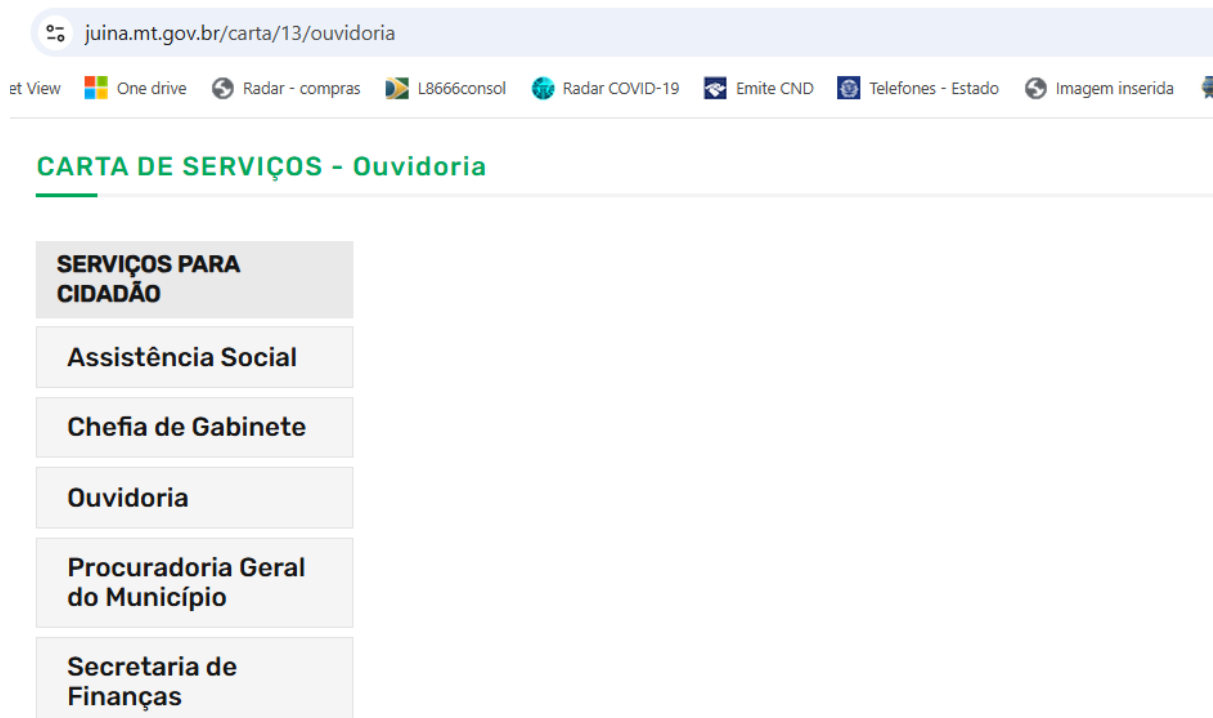 juina.mt.gov.br/carta/13/ouvidoria
et View One drive Radar - compras L8666consol Radar COVID-19 Emite CND Telefones - Estado Imagem inserida
CARTA DE SERVIÇOS - Ouvidoria
SERVIÇOS PARA
CIDADÃO
Assistência Social
Chefia de Gabinete
Ouvidoria
Procuradoria Geral
do Município
Secretaria de
Finanças